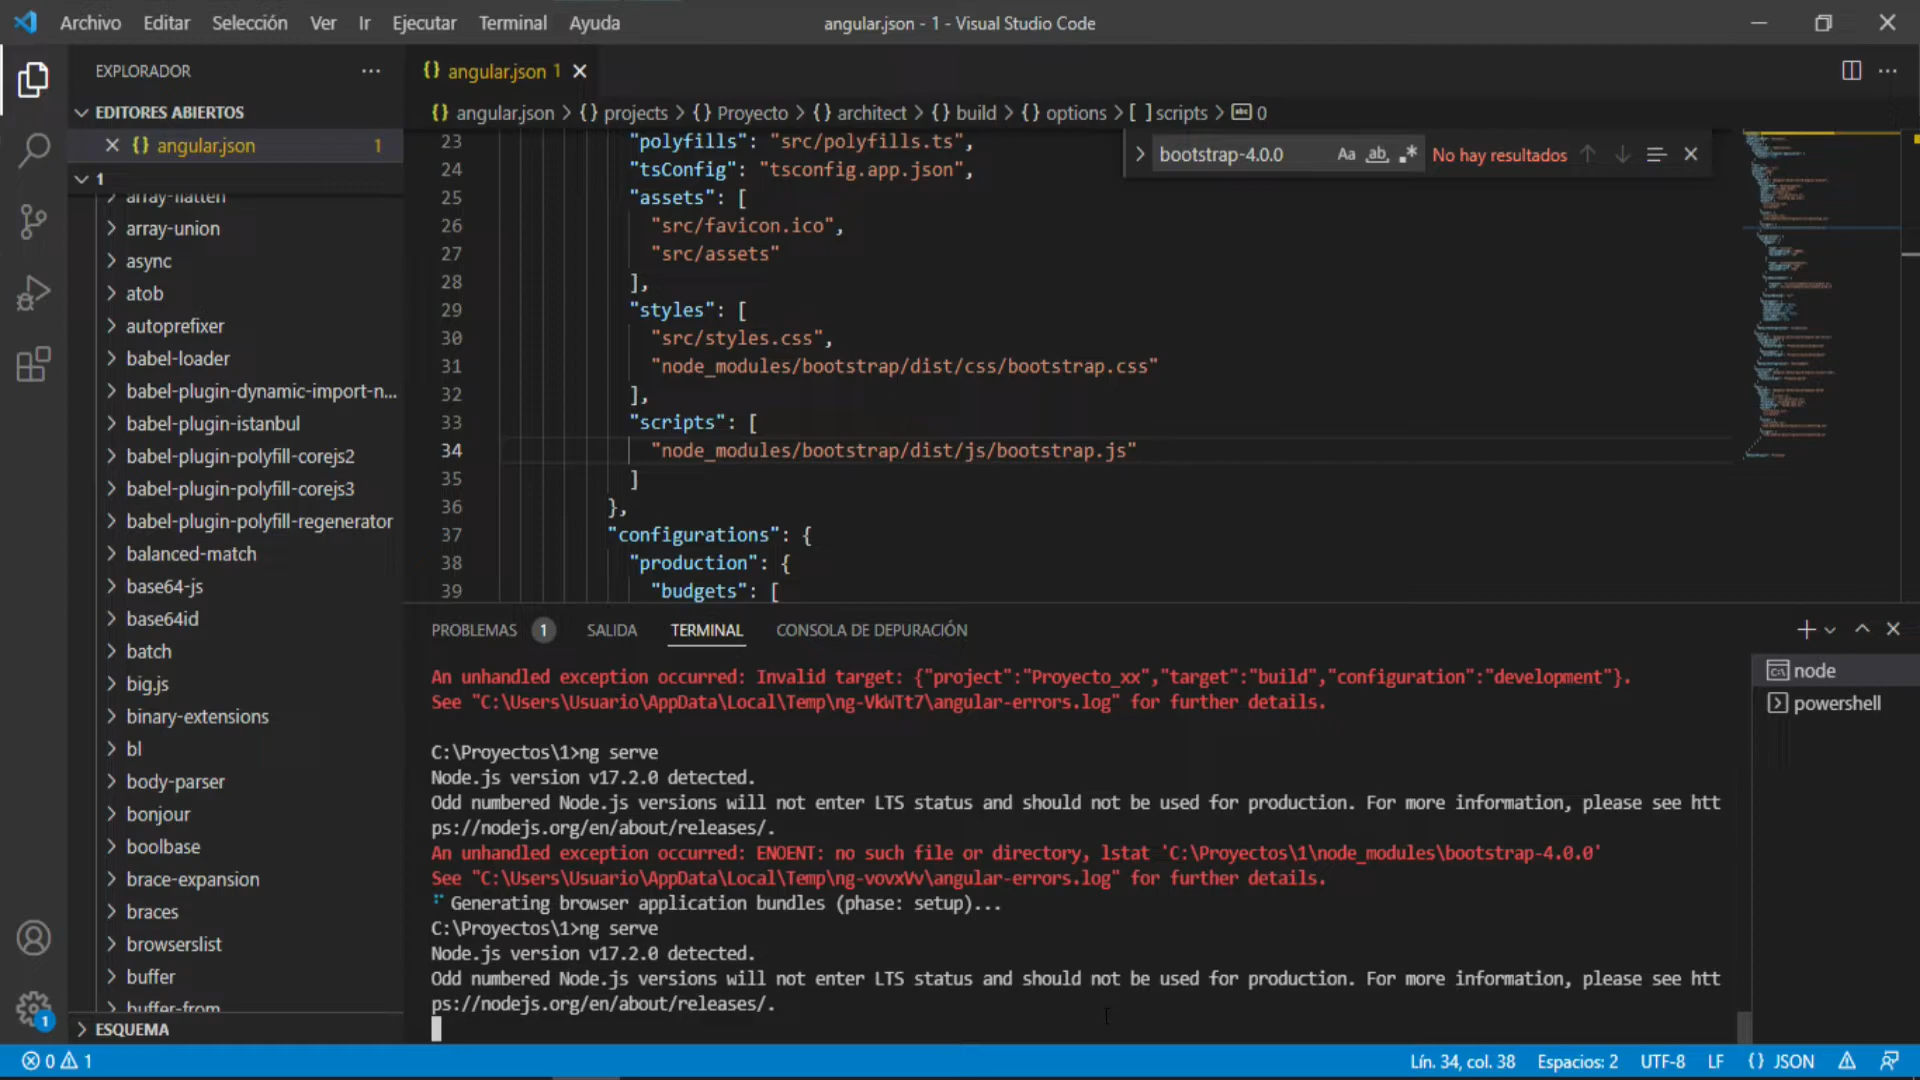 Archivo Editar Selección Ver Ir Ejecutar Terminal Ayuda
angular.json - 1 - Visual Studio Code
EXPLORADOR
EDITORES ABIERTOS
angular.json 1
1
array-flatten
array-union
async
atob
autoprefixer
babel-loader
babel-plugin-dynamic-import-n...
babel-plugin-istanbul
babel-plugin-polyfill-corejs2
babel-plugin-polyfill-corejs3
babel-plugin-polyfill-regenerator
balanced-match
base64-js
base64id
batch
big.js
binary-extensions
bl
body-parser
bonjour
boolbase
brace-expansion
braces
browserslist
buffer
buffer-from
ESQUEMA
1
{} angular.json 1
{} angular.json > {} projects > {} Proyecto > {} architect > {} build > {} options > [ ] scripts > abc 0
bootstrap-4.0.0 Aa ab .* No hay resultados
23 "polyfills": "src/polyfills.ts",
24 "tsConfig": "tsconfig.app.json",
25 "assets": [
26 "src/favicon.ico",
27 "src/assets"
28 ],
29 "styles": [
30 "src/styles.css",
31 "node_modules/bootstrap/dist/css/bootstrap.css"
32 ],
33 "scripts": [
34 "node_modules/bootstrap/dist/js/bootstrap.js"
35 ]
36 },
37 "configurations": {
38 "production": {
39 "budgets": [
PROBLEMAS 1 SALIDA TERMINAL CONSOLA DE DEPURACIÓN
An unhandled exception occurred: Invalid target: {"project":"Proyecto_xx","target":"build","configuration":"development"}.
See "C:\Users\Usuario\AppData\Local\Temp\ng-VkWTt7\angular-errors.log" for further details.
C:\Proyectos\1>ng serve
Node.js version v17.2.0 detected.
Odd numbered Node.js versions will not enter LTS status and should not be used for production. For more information, please see htt
ps://nodejs.org/en/about/releases/.
An unhandled exception occurred: ENOENT: no such file or directory, lstat 'C:\Proyectos\1\node_modules\bootstrap-4.0.0'
See "C:\Users\Usuario\AppData\Local\Temp\ng-vovxVv\angular-errors.log" for further details.
Generating browser application bundles (phase: setup)...
C:\Proyectos\1>ng serve
Node.js version v17.2.0 detected.
Odd numbered Node.js versions will not enter LTS status and should not be used for production. For more information, please see htt
ps://nodejs.org/en/about/releases/.
node
powershell
0 1
Lín. 34, col. 38 Espacios: 2 UTF-8 LF {} JSON